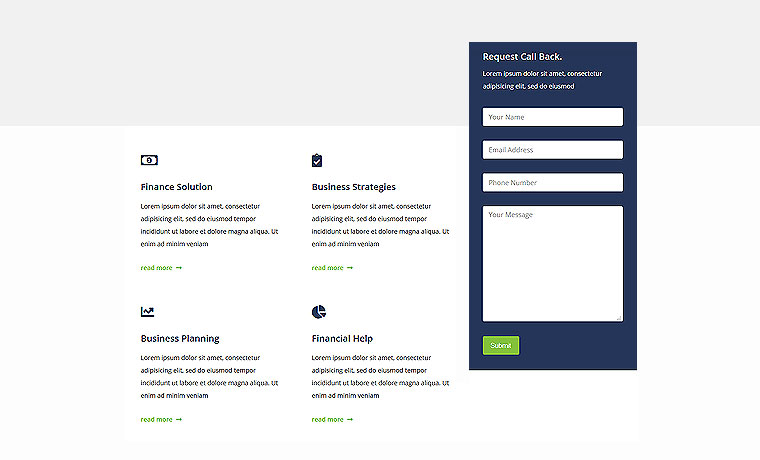 Request Call Back.
Lorem ipsum dolor sit amet, consectetur
adipisicing elit, sed do eiusmod
Your Name
Email Address
Phone Number
Your Message
Submit
Finance Solution
Lorem ipsum dolor sit amet, consectetur
adipisicing elit, sed do eiusmod tempor
incididunt ut labore et dolore magna aliqua. Ut
enim ad minim veniam
read more →
Business Strategies
Lorem ipsum dolor sit amet, consectetur
adipisicing elit, sed do eiusmod tempor
incididunt ut labore et dolore magna aliqua. Ut
enim ad minim veniam
read more →
Business Planning
Lorem ipsum dolor sit amet, consectetur
adipisicing elit, sed do eiusmod tempor
incididunt ut labore et dolore magna aliqua. Ut
enim ad minim veniam
read more →
Financial Help
Lorem ipsum dolor sit amet, consectetur
adipisicing elit, sed do eiusmod tempor
incididunt ut labore et dolore magna aliqua. Ut
enim ad minim veniam
read more →